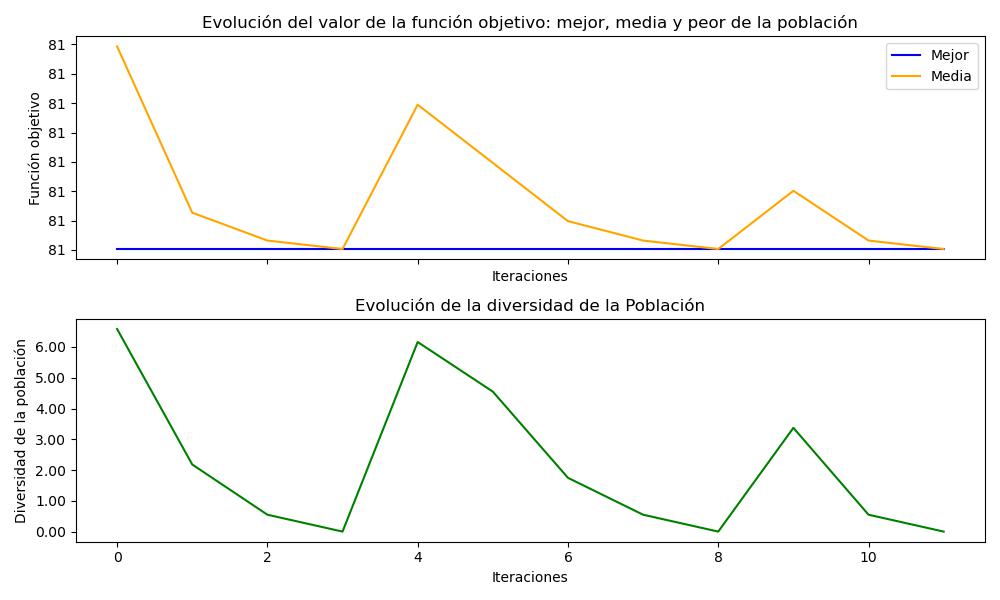 Evolución del valor de la función objetivo: mejor, media y peor de la población
81
81
81
81
81
81
81
81
Función objetivo
Mejor
Media
Iteraciones
Evolución de la diversidad de la Población
6.00
5.00
4.00
3.00
2.00
1.00
0.00
Diversidad de la población
0 2 4 6 8 10
Iteraciones